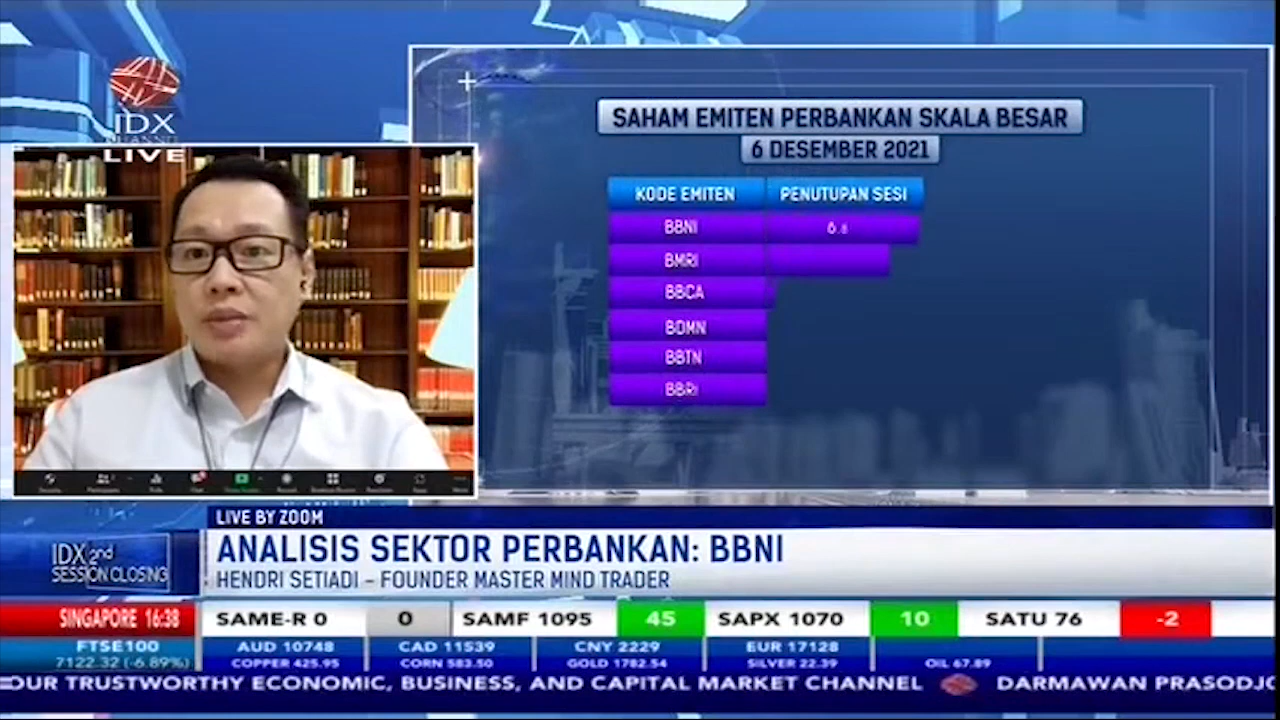 IDX
CHANNEL
LIVE
SAHAM EMITEN PERBANKAN SKALA BESAR
6 DESEMBER 2021
KODE EMITEN PENUTUPAN SESI
BBNI
BMRI
BBCA
BDMN
BBTN
BBRI
LIVE BY ZOOM
IDX 2nd
SESSION CLOSING
ANALISIS SEKTOR PERBANKAN: BBNI
HENDRI SETIADI – FOUNDER MASTER MIND TRADER
SINGAPORE 16:38 SAME-R 0 0 SAMF 1095 45 SAPX 1070 10 SATU 76 -2
FTSE100 AUD 10748 CAD 11539 CNY 2229 EUR 17128
7122.32 (-6.89%) COPPER 425.95 CORN 583.50 GOLD 1782.54 SILVER 22.39 OIL 67.89
OUR TRUSTWORTHY ECONOMIC, BUSINESS, AND CAPITAL MARKET CHANNEL DARMAWAN PRASODJO